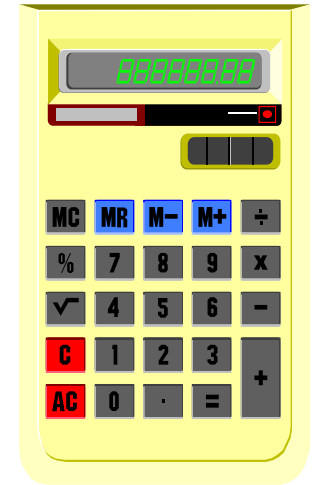 88888888
MC MR M− M+ ÷
% 7 8 9 x
√ 4 5 6 −
C 1 2 3 +
AC 0 . =